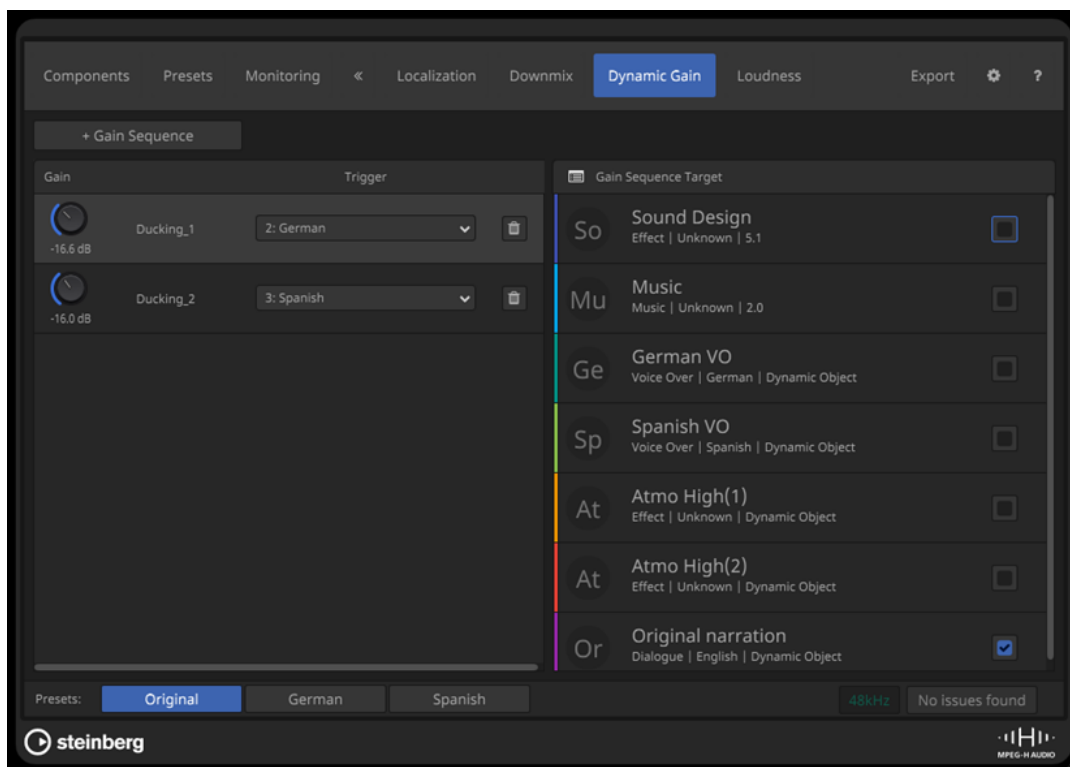 Components Presets Monitoring « Localization Downmix Dynamic Gain Loudness Export ?
+ Gain Sequence
Gain Trigger
Gain Sequence Target
-16.6 dB
Ducking_1
2: German
-16.0 dB
Ducking_2
3: Spanish
So
Sound Design
Effect | Unknown | 5.1
Mu
Music
Music | Unknown | 2.0
Ge
German VO
Voice Over | German | Dynamic Object
Sp
Spanish VO
Voice Over | Spanish | Dynamic Object
At
Atmo High(1)
Effect | Unknown | Dynamic Object
At
Atmo High(2)
Effect | Unknown | Dynamic Object
Or
Original narration
Dialogue | English | Dynamic Object
Presets: Original German Spanish 48kHz No issues found
steinberg
MPEG-H AUDIO